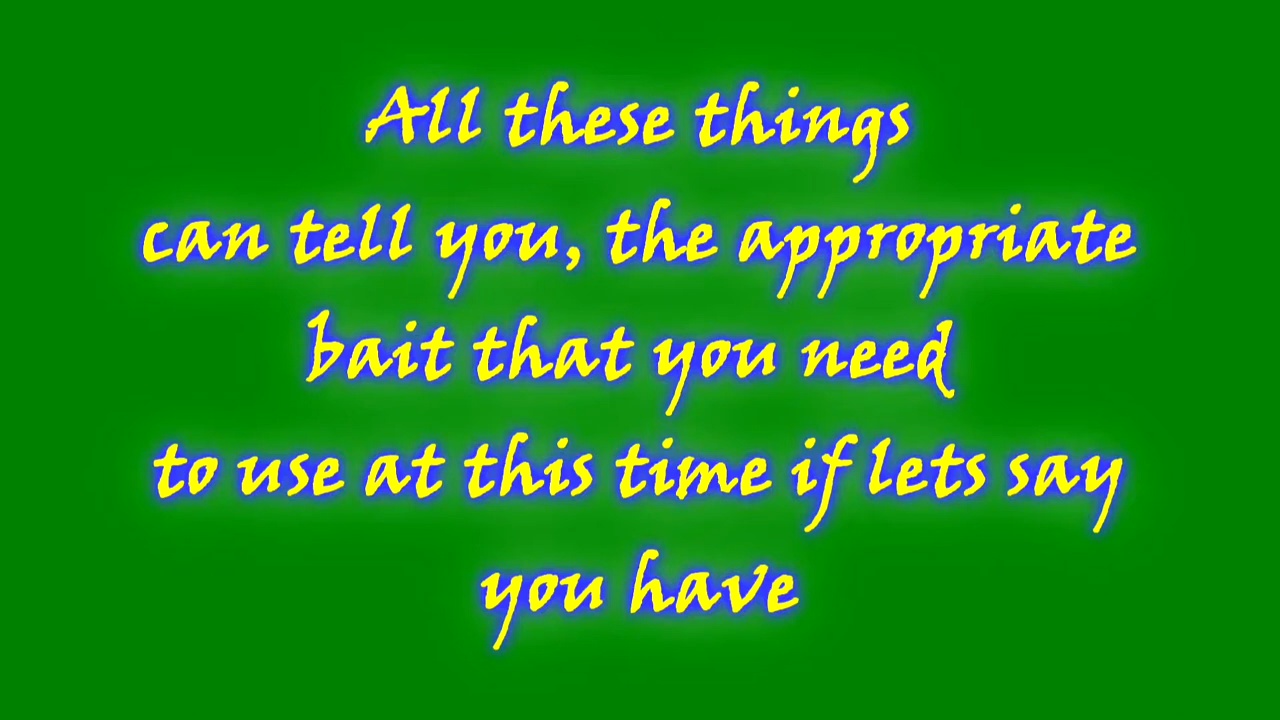 All these things
can tell you, the appropriate
bait that you need
to use at this time if lets say
you have